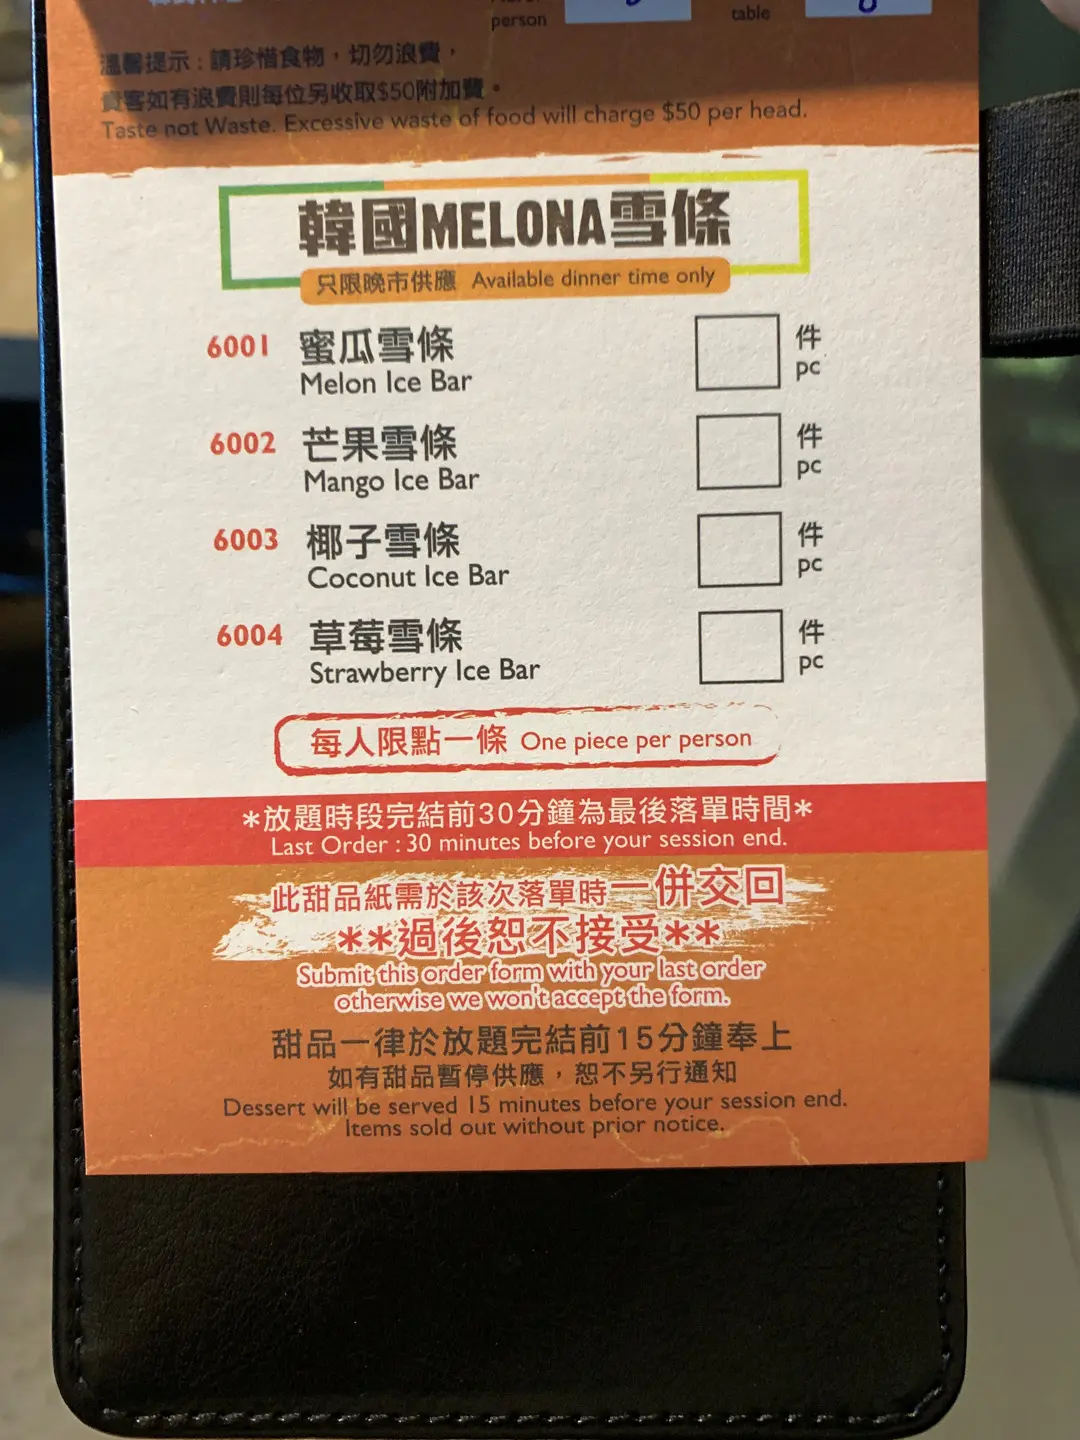 person
table
溫馨提示：請珍惜食物，切勿浪費，
貴客如有浪費則每位另收取$50附加費。
Taste not Waste. Excessive waste of food will charge $50 per head.
韓國MELONA雪條
只限晚市供應 Available dinner time only
6001 蜜瓜雪條 件
Melon Ice Bar pc
6002 芒果雪條 件
Mango Ice Bar pc
6003 椰子雪條 件
Coconut Ice Bar pc
6004 草莓雪條 件
Strawberry Ice Bar pc
每人限點一條 One piece per person
*放題時段完結前30分鐘為最後落單時間*
Last Order : 30 minutes before your session end.
此甜品紙需於該次落單時一併交回
**過後恕不接受**
Submit this order form with your last order
otherwise we won't accept the form.
甜品一律於放題完結前15分鐘奉上
如有甜品暫停供應，恕不另行通知
Dessert will be served 15 minutes before your session end.
Items sold out without prior notice.